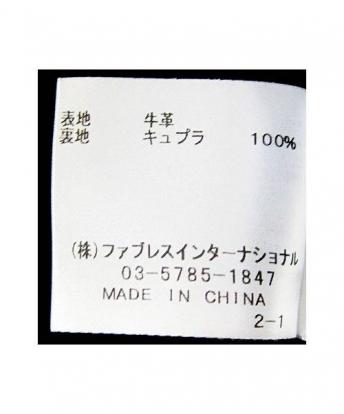 表地 牛革
裏地 キュプラ 100%
(株)ファブレスインターナショナル
03-5785-1847
MADE IN CHINA
2-1